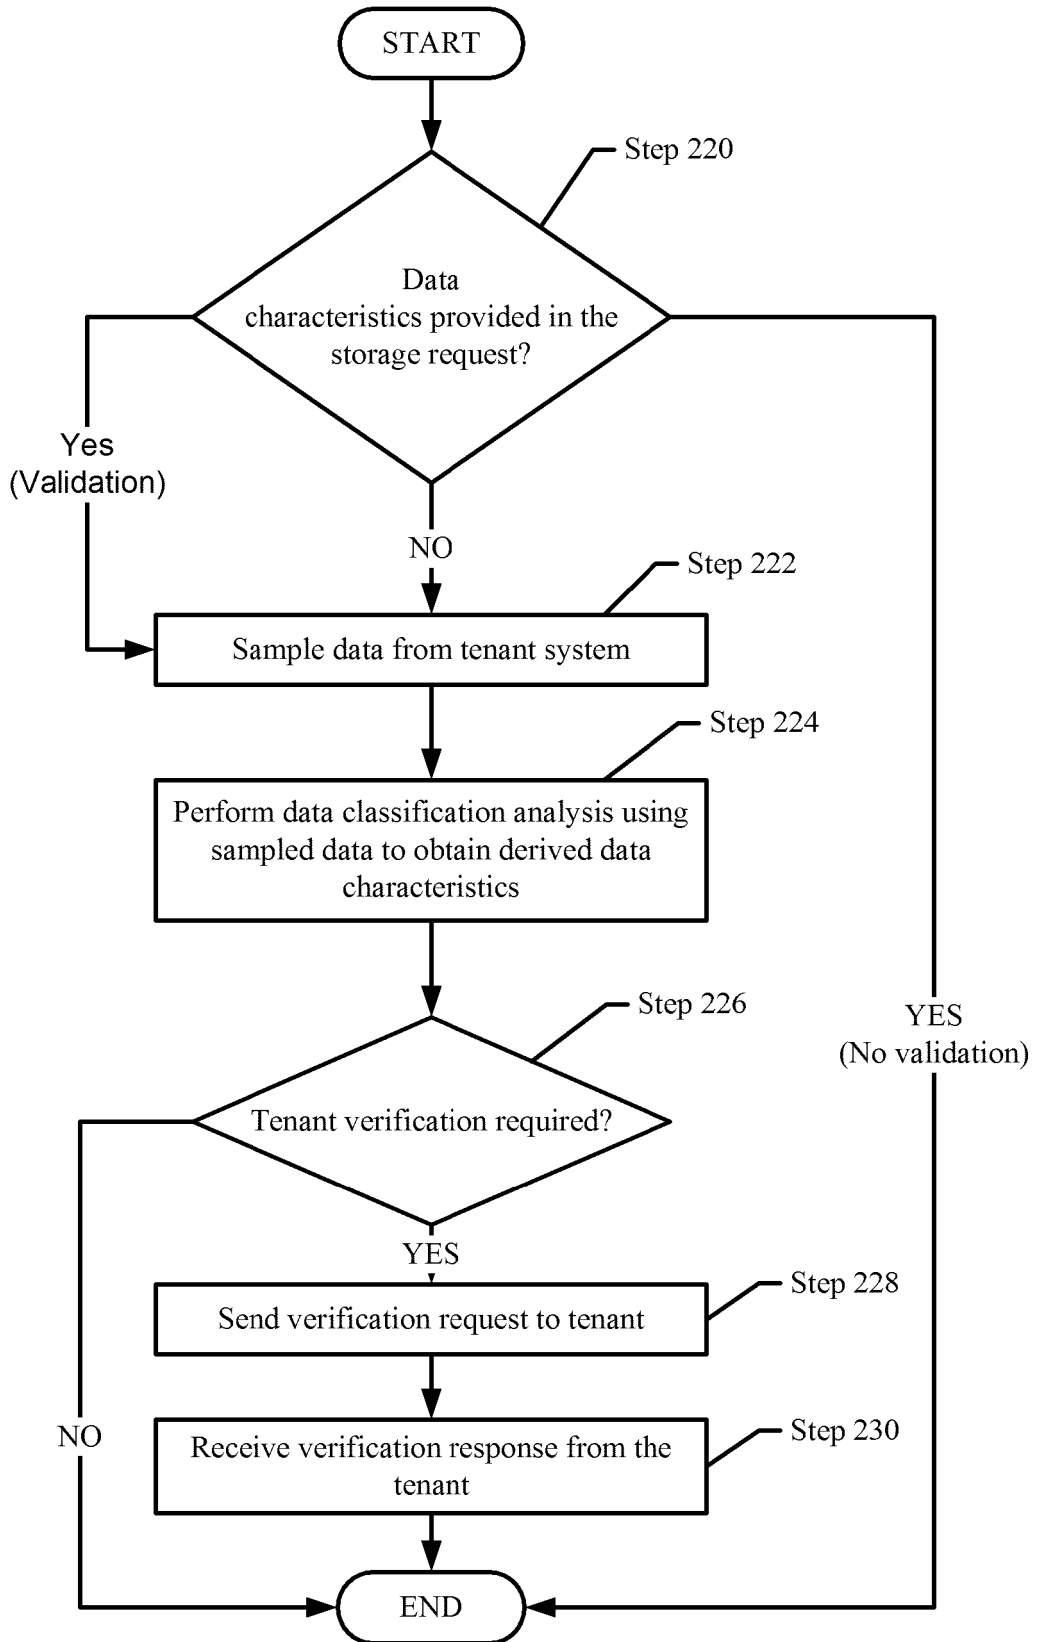 START
Step 220
Data
characteristics provided in the
storage request?
Yes
(Validation)
NO
Step 222
Sample data from tenant system
Step 224
Perform data classification analysis using
sampled data to obtain derived data
characteristics
Step 226
YES
(No validation)
Tenant verification required?
YES
Step 228
Send verification request to tenant
NO
Step 230
Receive verification response from the
tenant
END